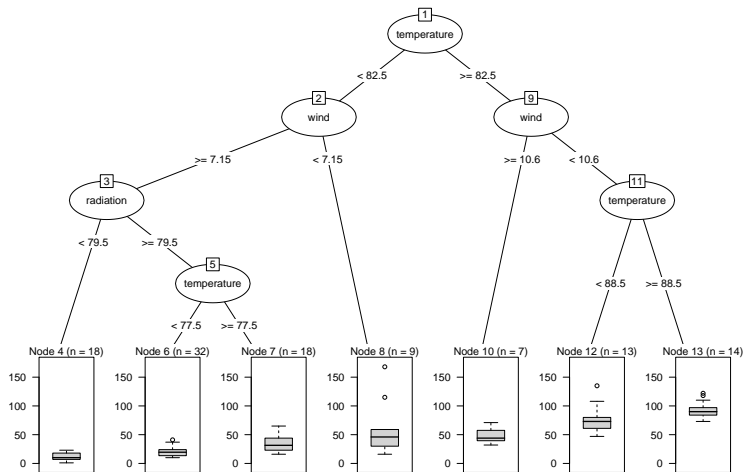 1
temperature
< 82.5 >= 82.5
2 9
wind wind
>= 7.15 < 7.15 >= 10.6 < 10.6
3 11
radiation temperature
< 79.5 >= 79.5
5
temperature
< 88.5 >= 88.5
< 77.5 >= 77.5
Node 4 (n = 18) Node 6 (n = 32) Node 7 (n = 18) Node 8 (n = 9) Node 10 (n = 7) Node 12 (n = 13) Node 13 (n = 14)
150 150 150 150 150 150 150
100 100 100 100 100 100 100
50 50 50 50 50 50 50
0 0 0 0 0 0 0